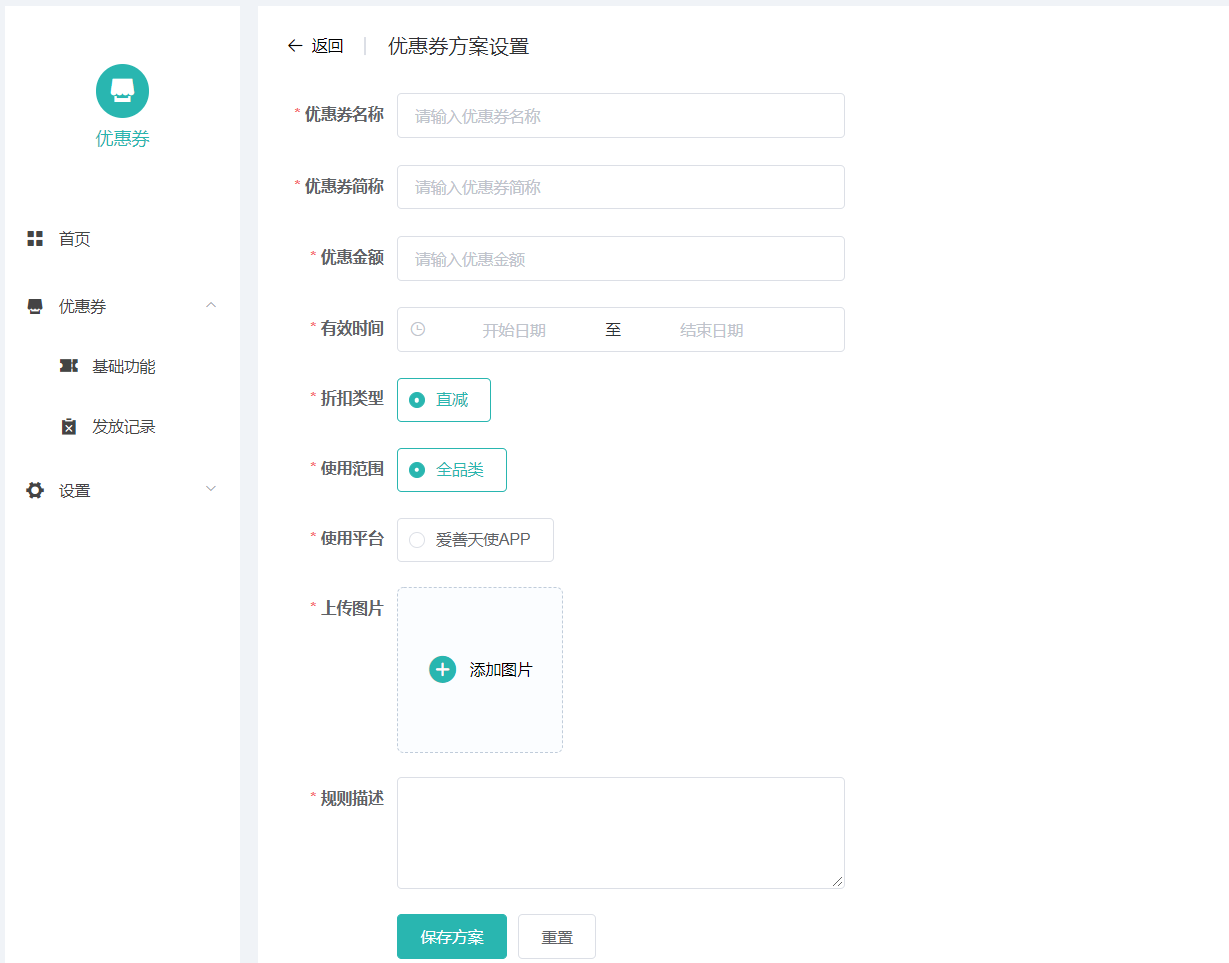 优惠券
首页
优惠券
基础功能
发放记录
设置
返回
优惠券方案设置
* 优惠券名称 请输入优惠券名称
* 优惠券简称 请输入优惠券简称
* 优惠金额 请输入优惠金额
* 有效时间 开始日期 至 结束日期
* 折扣类型 直减
* 使用范围 全品类
* 使用平台 爱善天使APP
* 上传图片
添加图片
* 规则描述
保存方案 重置